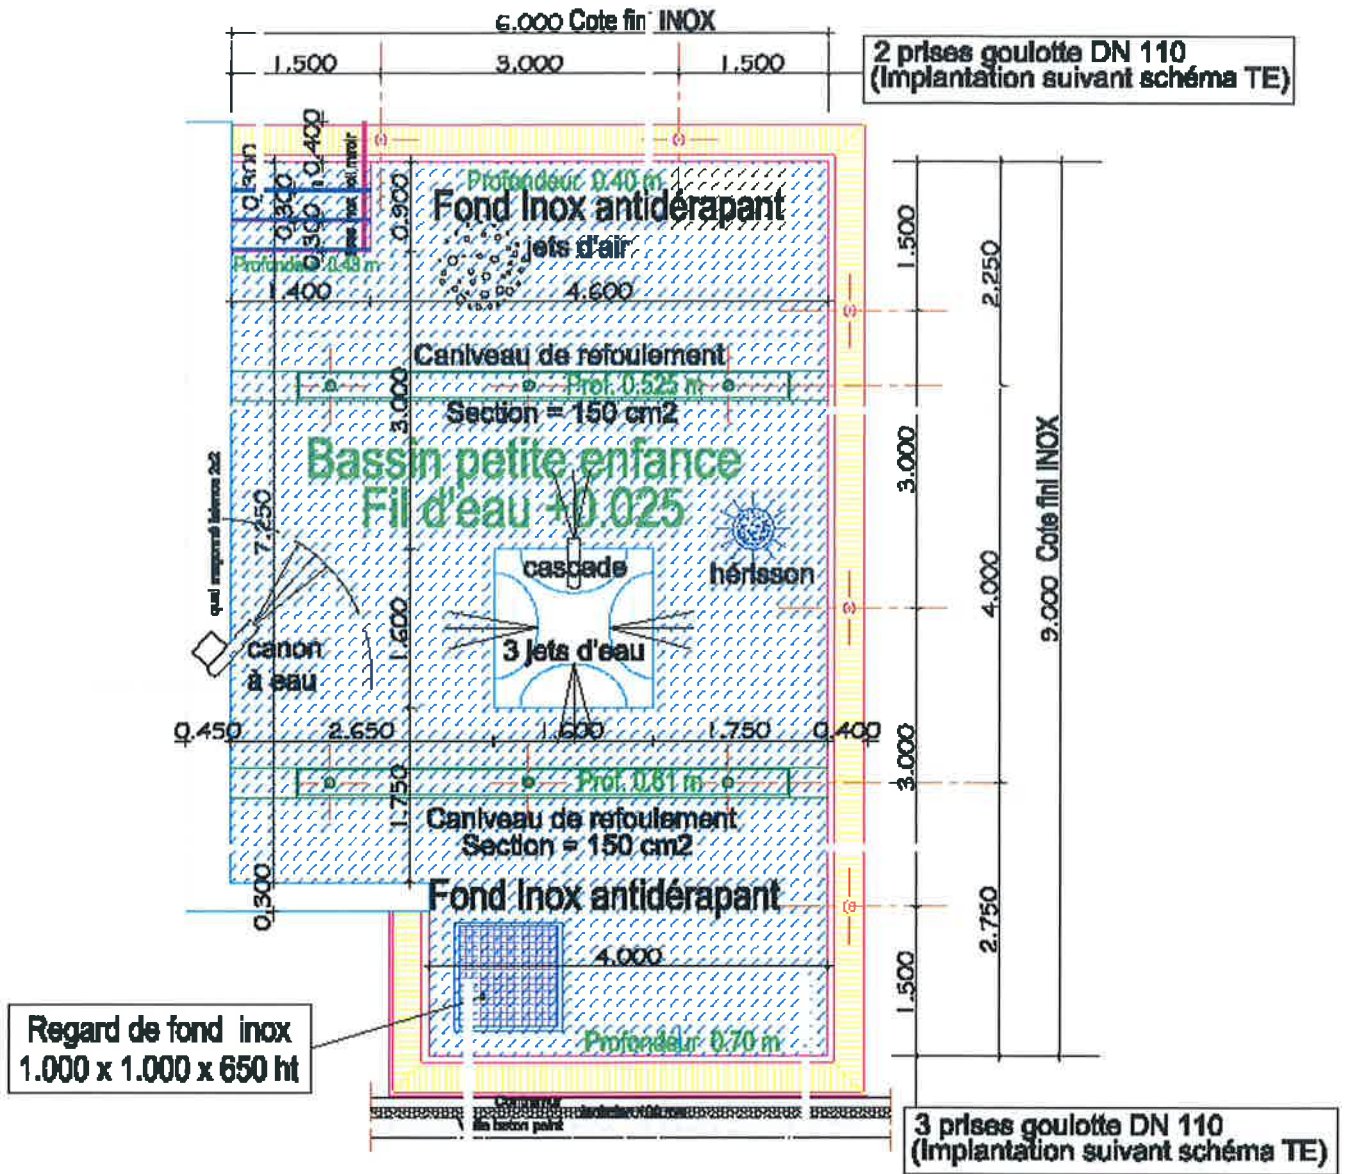 6.000 Cote fini INOX
1.500
3.000
1.500
2 prises goulotte DN 110
(Implantation suivant schéma TE)
0.300
0.300
0.300
0.400
0.900
Profondeur 0.40 m
Fond Inox antidérapant
jets d'air
Profondeur 0.43 m
1.400
4.600
1.500
2.250
Caniveau de refoulement
Prof. 0.525 m
Section = 150 cm2
3.000
3.000
Bassin petite enfance
Fil d'eau +0.025
7.250
cascade
hérisson
4.000
9.000 Cote fini INOX
3 jets d'eau
canon
à eau
1.600
0.450
2.650
1.600
1.750
0.400
3.000
Prof. 0.61 m
1.750
Caniveau de refoulement
Section = 150 cm2
0.300
Fond Inox antidérapant
2.750
4.000
1.500
Regard de fond inox
1.000 x 1.000 x 650 ht
Profondeur 0.70 m
beton peint
3 prises goulotte DN 110
(Implantation suivant schéma TE)